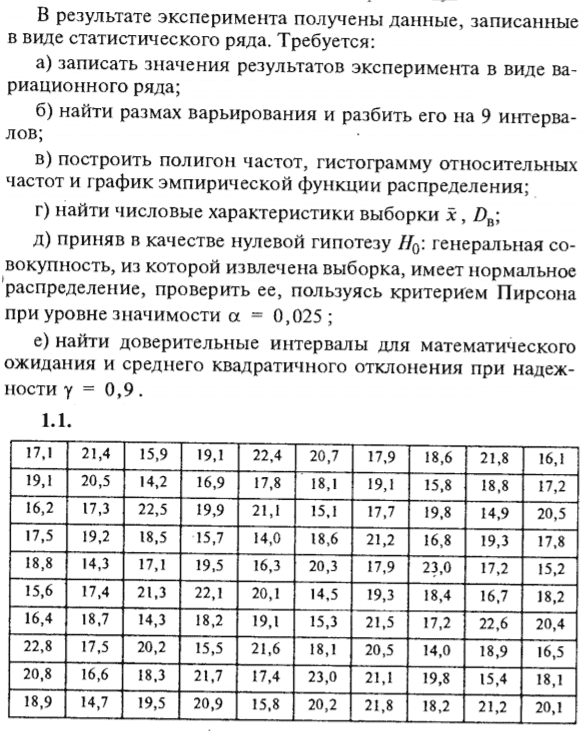 В результате эксперимента получены данные, записанные
в виде статистического ряда. Требуется:
а) записать значения результатов эксперимента в виде ва-
риационного ряда;
б) найти размах варьирования и разбить его на 9 интерва-
лов;
в) построить полигон частот, гистограмму относительных
частот и график эмпирической функции распределения;
г) найти числовые характеристики выборки x̄, Dв;
д) приняв в качестве нулевой гипотезу H₀: генеральная со-
вокупность, из которой извлечена выборка, имеет нормальное
распределение, проверить ее, пользуясь критерием Пирсона
при уровне значимости α = 0,025;
е) найти доверительные интервалы для математического
ожидания и среднего квадратичного отклонения при надеж-
ности γ = 0,9.
1.1.
17,1 21,4 15,9 19,1 22,4 20,7 17,9 18,6 21,8 16,1
19,1 20,5 14,2 16,9 17,8 18,1 19,1 15,8 18,8 17,2
16,2 17,3 22,5 19,9 21,1 15,1 17,7 19,8 14,9 20,5
17,5 19,2 18,5 15,7 14,0 18,6 21,2 16,8 19,3 17,8
18,8 14,3 17,1 19,5 16,3 20,3 17,9 23,0 17,2 15,2
15,6 17,4 21,3 22,1 20,1 14,5 19,3 18,4 16,7 18,2
16,4 18,7 14,3 18,2 19,1 15,3 21,5 17,2 22,6 20,4
22,8 17,5 20,2 15,5 21,6 18,1 20,5 14,0 18,9 16,5
20,8 16,6 18,3 21,7 17,4 23,0 21,1 19,8 15,4 18,1
18,9 14,7 19,5 20,9 15,8 20,2 21,8 18,2 21,2 20,1